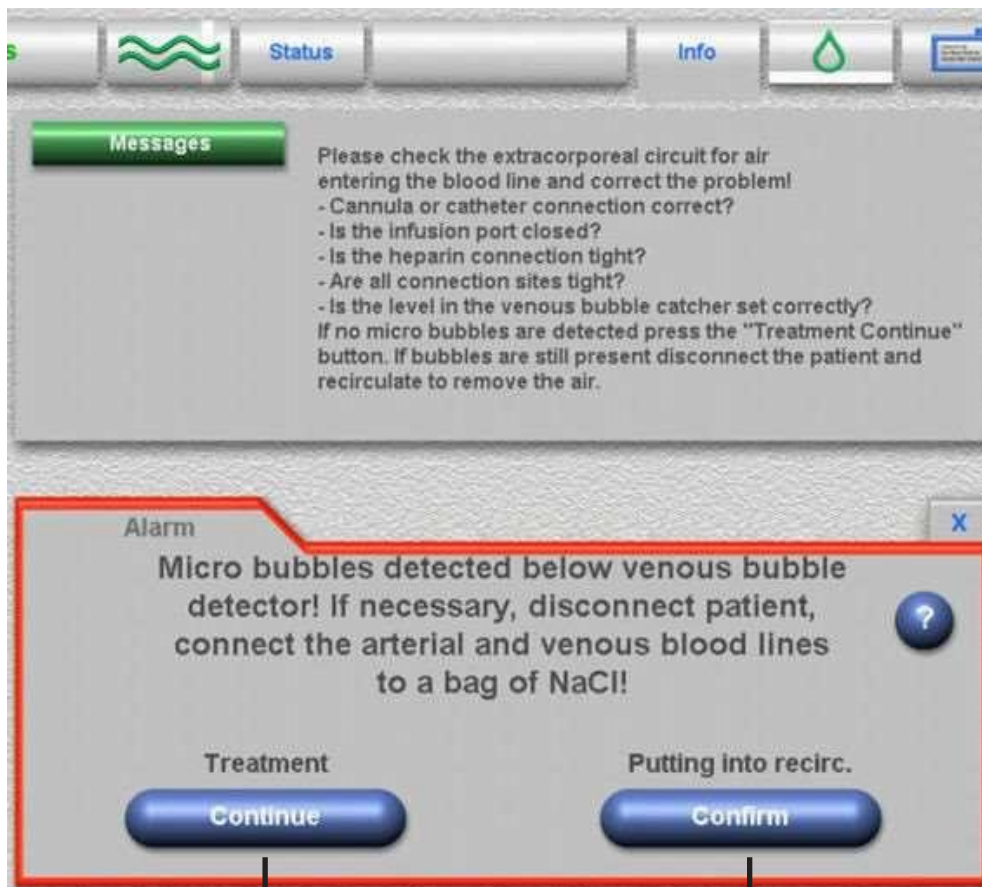 s
Status
Info
Messages
Please check the extracorporeal circuit for air
entering the blood line and correct the problem!
- Cannula or catheter connection correct?
- Is the infusion port closed?
- Is the heparin connection tight?
- Are all connection sites tight?
- Is the level in the venous bubble catcher set correctly?
If no micro bubbles are detected press the "Treatment Continue"
button. If bubbles are still present disconnect the patient and
recirculate to remove the air.
Alarm
X
Micro bubbles detected below venous bubble
detector! If necessary, disconnect patient,
connect the arterial and venous blood lines
to a bag of NaCl!
?
Treatment
Putting into recirc.
Continue
Confirm